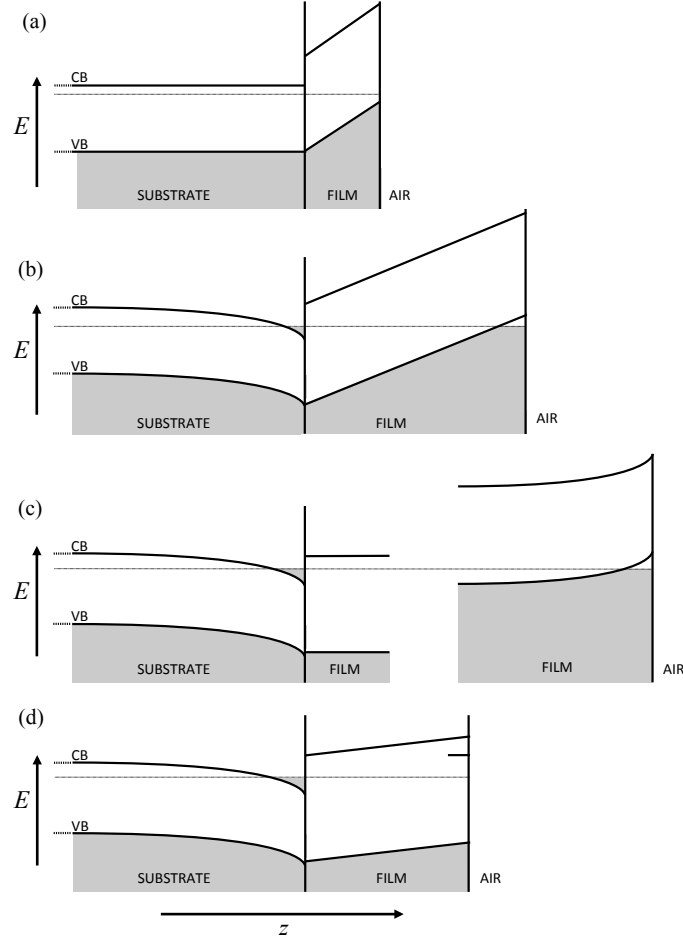 (a)
CB
E
VB
SUBSTRATE FILM AIR
(b)
CB
E
VB
SUBSTRATE FILM AIR
(c)
CB
E
VB
SUBSTRATE FILM FILM AIR
(d)
CB
E
VB
SUBSTRATE FILM AIR
z